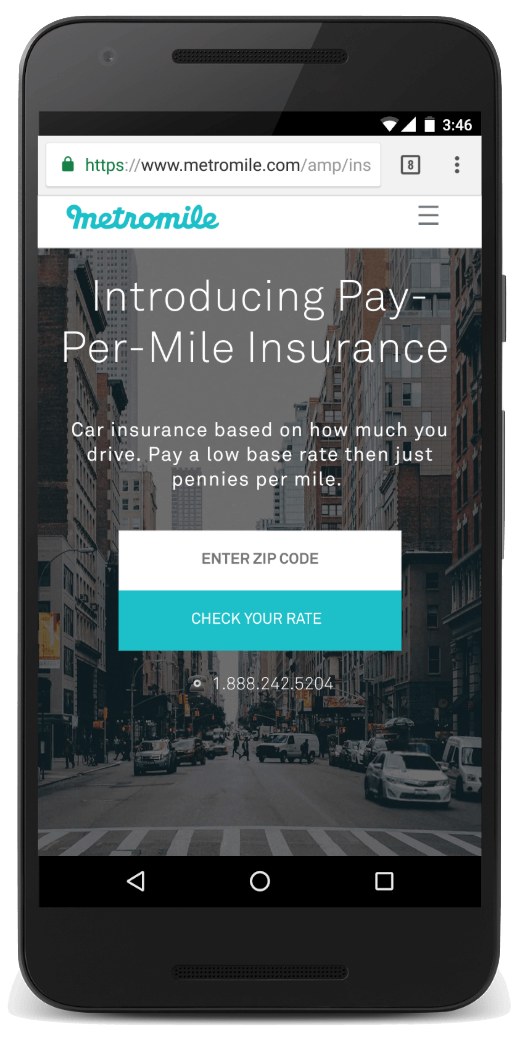 3:46
https://www.metromile.com/amp/ins
8
metromile
Introducing Pay-
Per-Mile Insurance
Car insurance based on how much you
drive. Pay a low base rate then just
pennies per mile.
ENTER ZIP CODE
CHECK YOUR RATE
1.888.242.5204